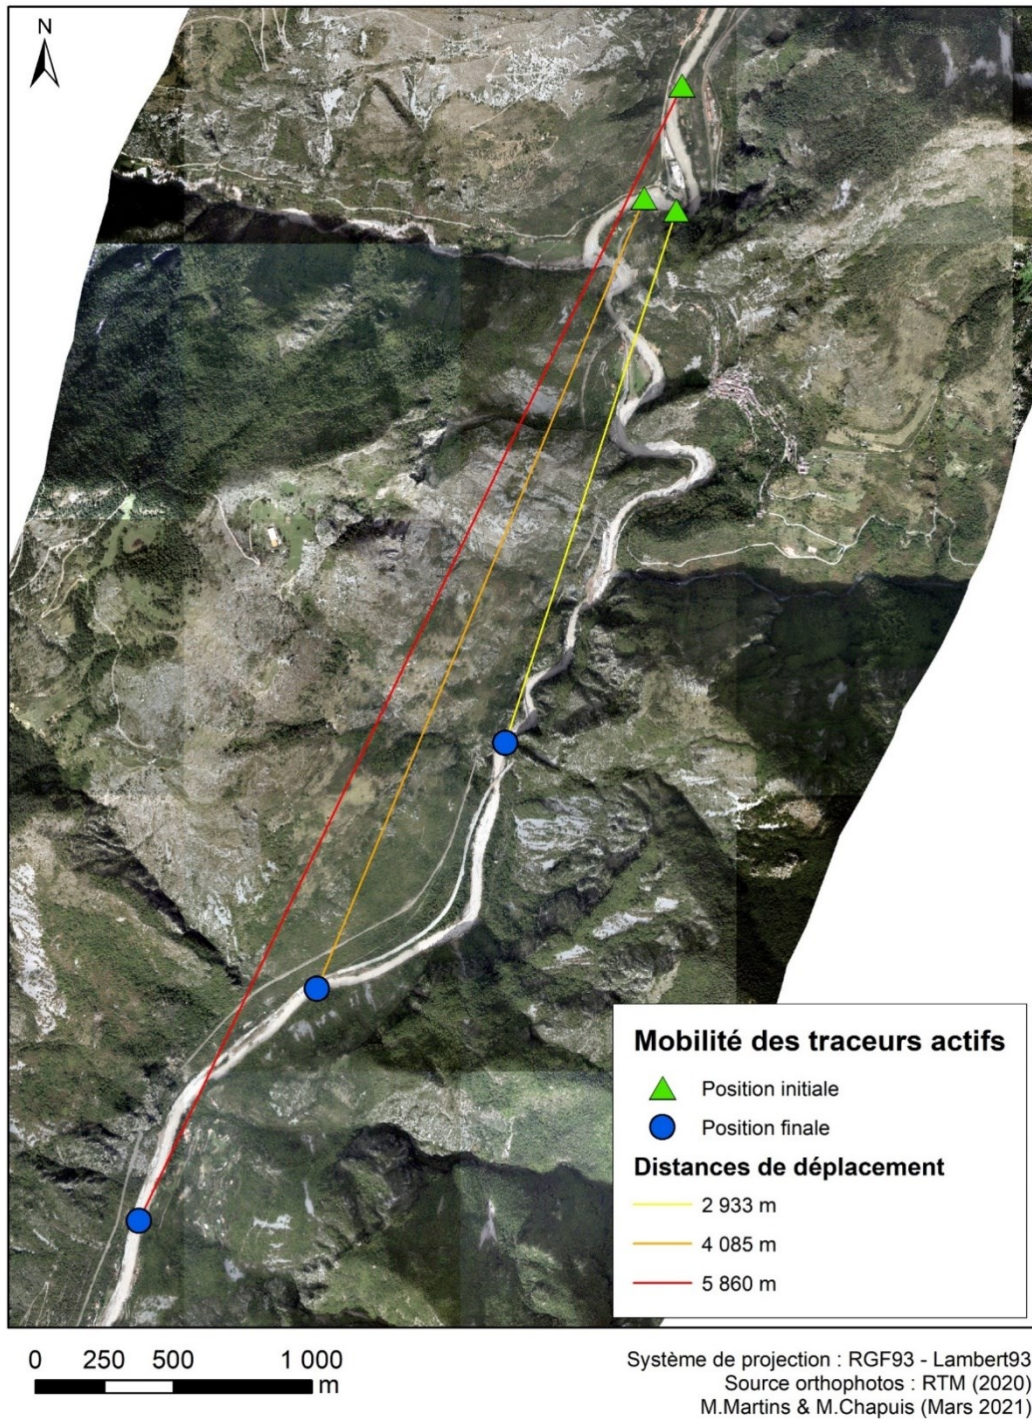 N
Mobilité des traceurs actifs
Position initiale
Position finale
Distances de déplacement
2 933 m
4 085 m
5 860 m
0 250 500 1 000
m
Système de projection : RGF93 - Lambert93
Source orthophotos : RTM (2020)
M.Martins & M.Chapuis (Mars 2021)